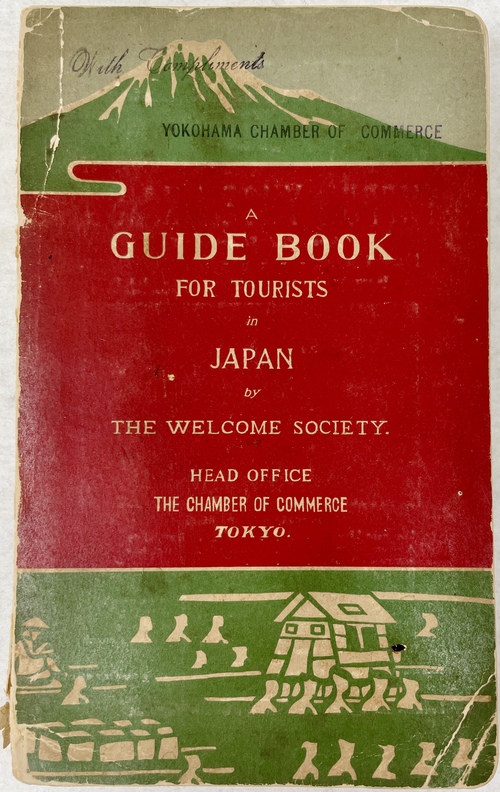 With Compliments
YOKOHAMA CHAMBER OF COMMERCE
A
GUIDE BOOK
FOR TOURISTS
in
JAPAN
by
THE WELCOME SOCIETY.
HEAD OFFICE
THE CHAMBER OF COMMERCE
TOKYO.